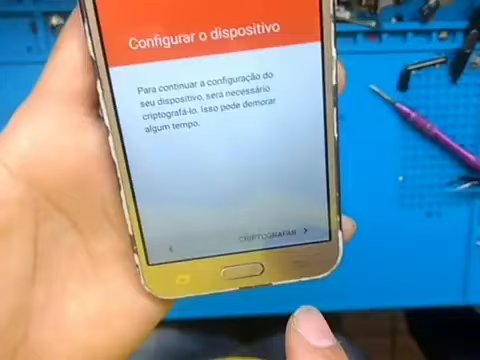 Configurar o dispositivo
Para continuar a configuração do
seu dispositivo, será necessário
criptografá-lo. Isso pode demorar
algum tempo.
CRIPTOGRAFAR >
<